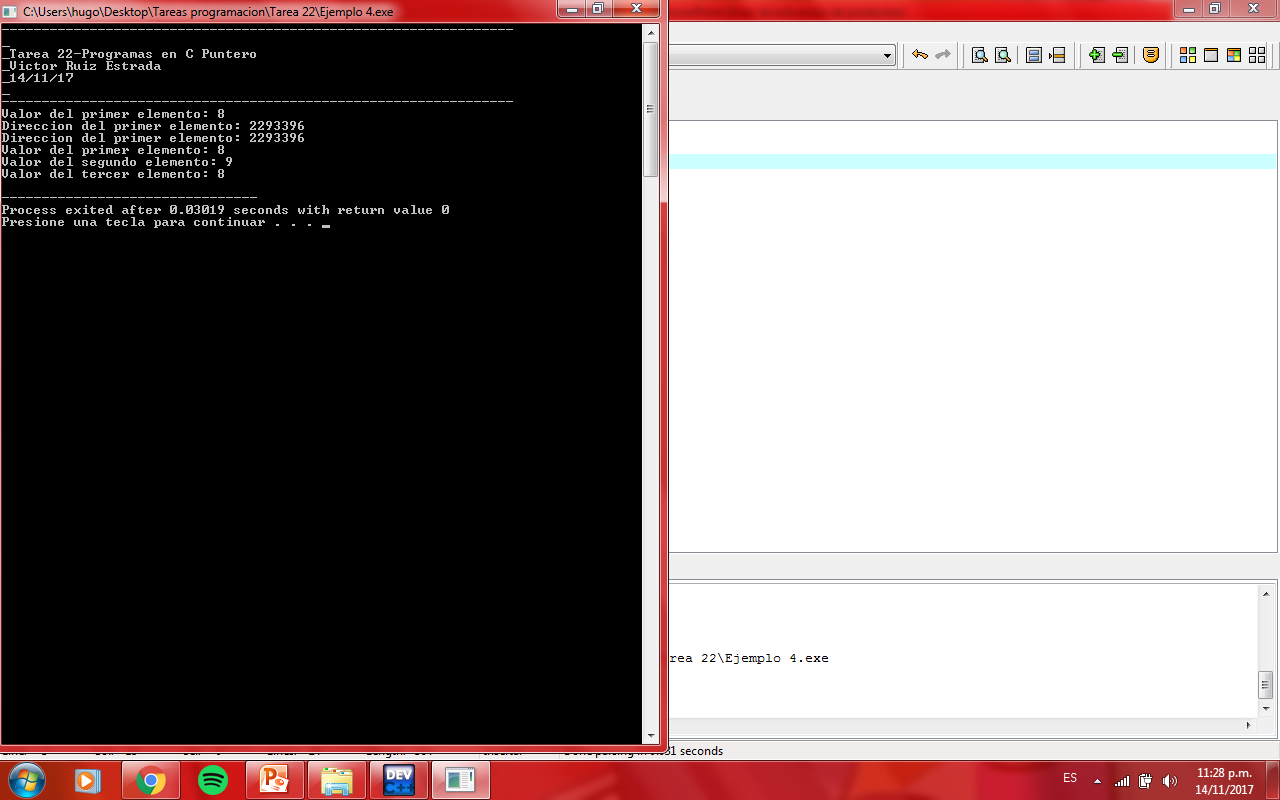 C:\Users\hugo\Desktop\Tareas programacion\Tarea 22\Ejemplo 4.exe
_Tarea 22-Programas en C Puntero
_Victor Ruiz Estrada
_14/11/17
_
Valor del primer elemento: 8
Direccion del primer elemento: 2293396
Direccion del primer elemento: 2293396
Valor del primer elemento: 8
Valor del segundo elemento: 9
Valor del tercer elemento: 8
--------------------------------
Process exited after 0.03019 seconds with return value 0
Presione una tecla para continuar . . .
rea 22\Ejemplo 4.exe
seconds
DEV
C++
ES
11:28 p.m.
14/11/2017